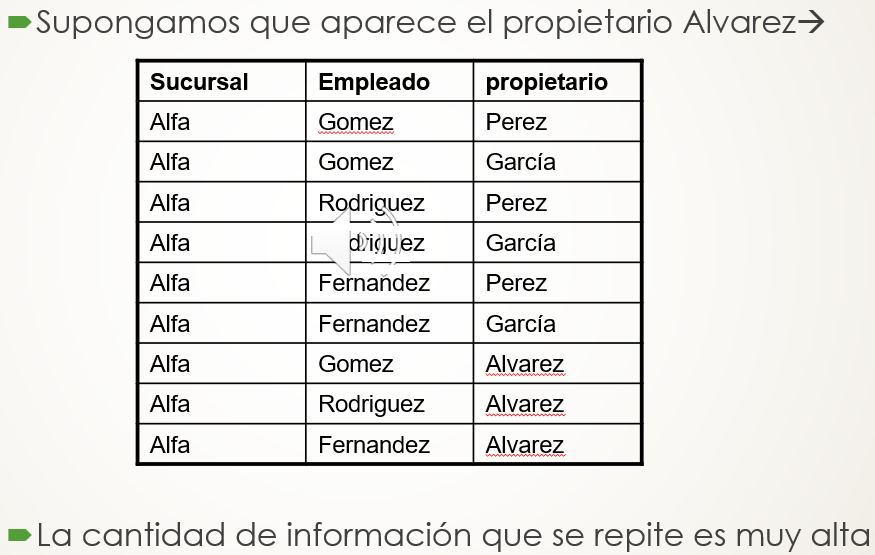 Supongamos que aparece el propietario Alvarez→
Sucursal Empleado propietario
Alfa Gomez Perez
Alfa Gomez García
Alfa Rodriguez Perez
Alfa Rodriguez García
Alfa Fernandez Perez
Alfa Fernandez García
Alfa Gomez Alvarez
Alfa Rodriguez Alvarez
Alfa Fernandez Alvarez
La cantidad de información que se repite es muy alta